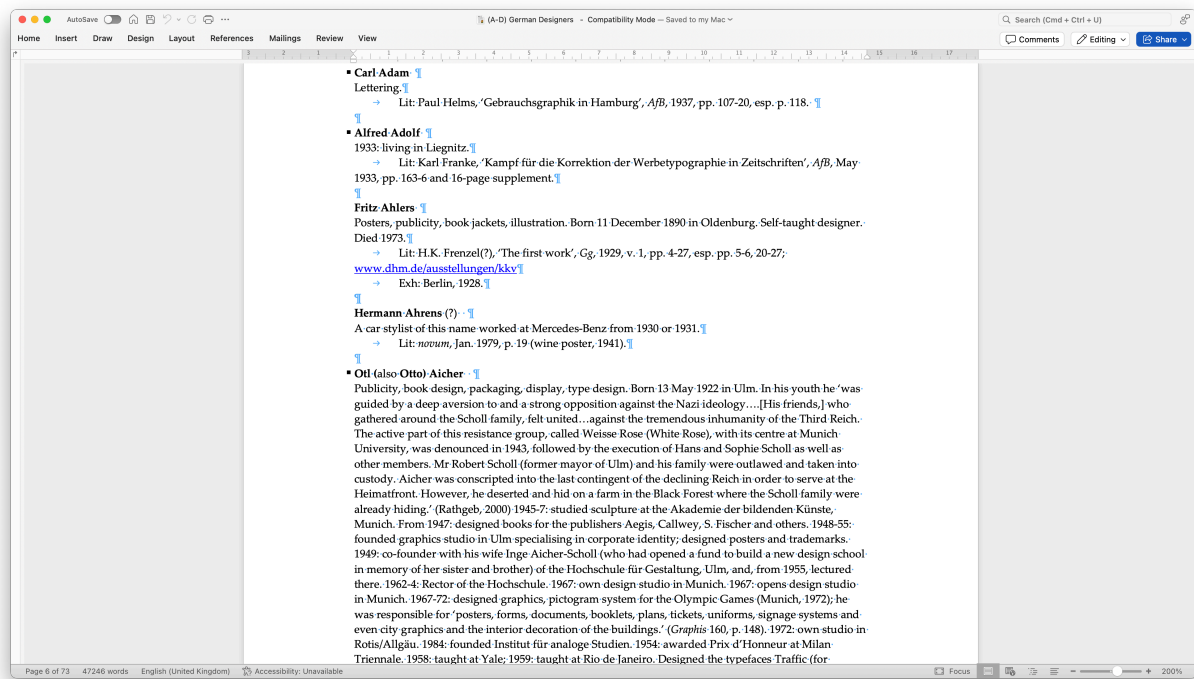 AutoSave
(A-D) German Designers - Compatibility Mode — Saved to my Mac
Search (Cmd + Ctrl + U)
Home Insert Draw Design Layout References Mailings Review View
Comments Editing Share
3 2 1 1 2 3 4 5 6 7 8 9 10 11 12 13 14 15 16 17
Carl Adam ¶
Lettering.¶
→ Lit: Paul Helms, ‘Gebrauchsgraphik in Hamburg’, AfB, 1937, pp. 107-20, esp. p. 118. ¶
¶
Alfred Adolf ¶
1933: living in Liegnitz.¶
→ Lit: Karl Franke, ‘Kampf für die Korrektion der Werbetypographie in Zeitschriften’, AfB, May
1933, pp. 163-6 and 16-page supplement.¶
¶
Fritz Ahlers ¶
Posters, publicity, book jackets, illustration. Born 11 December 1890 in Oldenburg. Self-taught designer.
Died 1973.¶
→ Lit: H.K. Frenzel(?), ‘The first work’, Gg, 1929, v. 1, pp. 4-27, esp. pp. 5-6, 20-27;
www.dhm.de/ausstellungen/kkv¶
→ Exh: Berlin, 1928.¶
¶
Hermann Ahrens (?) ¶
A car stylist of this name worked at Mercedes-Benz from 1930 or 1931.¶
→ Lit: novum, Jan. 1979, p. 19 (wine poster, 1941).¶
¶
Otl (also Otto) Aicher ¶
Publicity, book design, packaging, display, type design. Born 13 May 1922 in Ulm. In his youth he ‘was
guided by a deep aversion to and a strong opposition against the Nazi ideology….[His friends,] who
gathered around the Scholl family, felt united…against the tremendous inhumanity of the Third Reich.
The active part of this resistance group, called Weisse Rose (White Rose), with its centre at Munich
University, was denounced in 1943, followed by the execution of Hans and Sophie Scholl as well as
other members. Mr Robert Scholl (former mayor of Ulm) and his family were outlawed and taken into
custody. Aicher was conscripted into the last contingent of the declining Reich in order to serve at the
Heimatfront. However, he deserted and hid on a farm in the Black Forest where the Scholl family were
already hiding.’ (Rathgeb, 2000) 1945-7: studied sculpture at the Akademie der bildenden Künste,
Munich. From 1947: designed books for the publishers Aegis, Callwey, S. Fischer and others. 1948-55:
founded graphics studio in Ulm specialising in corporate identity; designed posters and trademarks.
1949: co-founder with his wife Inge Aicher-Scholl (who had opened a fund to build a new design school
in memory of her sister and brother) of the Hochschule für Gestaltung, Ulm, and, from 1955, lectured
there. 1962-4: Rector of the Hochschule. 1967: own design studio in Munich. 1967: opens design studio
in Munich. 1967-72: designed graphics, pictogram system for the Olympic Games (Munich, 1972); he
was responsible for ‘posters, forms, documents, booklets, plans, tickets, uniforms, signage systems and
even city graphics and the interior decoration of the buildings.’ (Graphis 160, p. 148). 1972: own studio in
Rotis/Allgäu. 1984: founded Institut für analoge Studien. 1954: awarded Prix d’Honneur at Milan
Triennale. 1958: taught at Yale; 1959: taught at Rio de Janeiro. Designed the typefaces Traffic (for
Page 6 of 73 47246 words English (United Kingdom) Accessibility: Unavailable Focus 200%